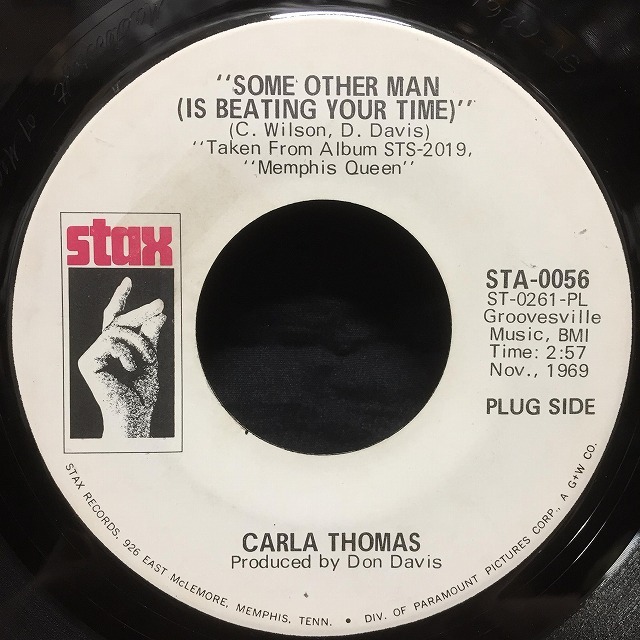 "SOME OTHER MAN
(IS BEATING YOUR TIME)"
(C. Wilson, D. Davis)
"Taken From Album STS-2019,
"Memphis Queen"
stax
STA-0056
ST-0261-PL
Groovesville
Music, BMI
Time: 2:57
Nov., 1969
PLUG SIDE
CARLA THOMAS
Produced by Don Davis
STAX RECORDS, 926 EAST McLEMORE, MEMPHIS, TENN. • DIV. OF PARAMOUNT PICTURES CORP., A G+W CO.